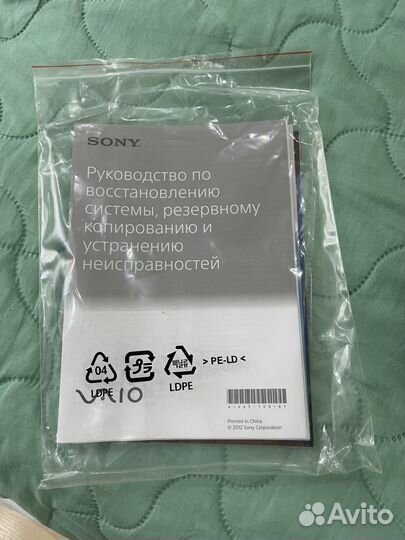 SONY
Руководство по
восстановлению
системы, резервному
копированию и
устранению
неисправностей
04
LDPE
LDPE
> PE-LD <
VAIO
Printed in China
© 2012 Sony Corporation
Avito